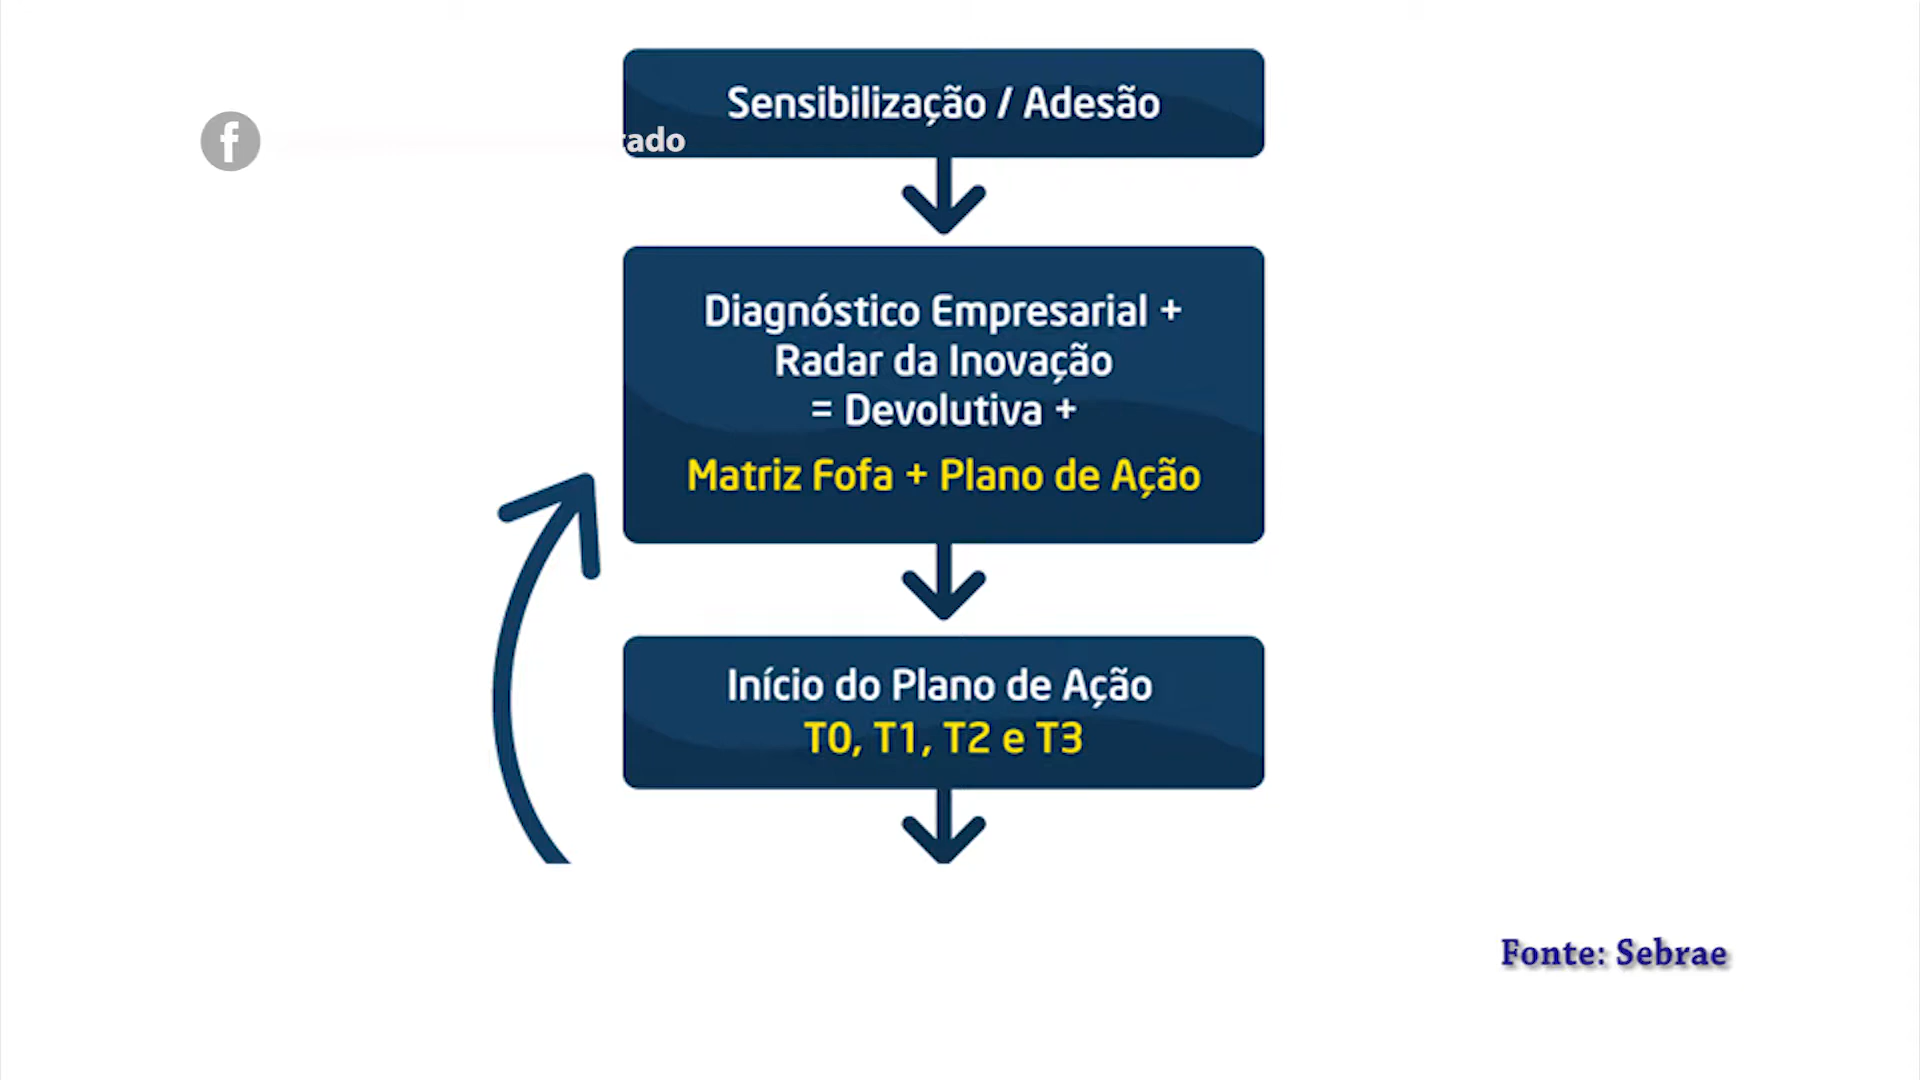 Sensibilização / Adesão
Diagnóstico Empresarial +
Radar da Inovação
= Devolutiva +
Matriz Fofa + Plano de Ação
Início do Plano de Ação
T0, T1, T2 e T3
Fonte: Sebrae